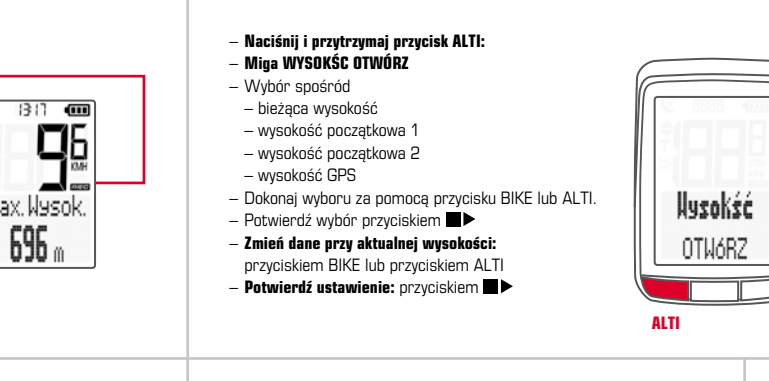 13:17
96
KMH
ax. Wysok.
696 m
– Naciśnij i przytrzymaj przycisk ALTI:
– Miga WYSOKŚC OTWÓRZ
– Wybór spośród
– bieżąca wysokość
– wysokość początkowa 1
– wysokość początkowa 2
– wysokość GPS
– Dokonaj wyboru za pomocą przycisku BIKE lub ALTI.
– Potwierdź wybór przyciskiem ■▶
– Zmień dane przy aktualnej wysokości:
przyciskiem BIKE lub przyciskiem ALTI
– Potwierdź ustawienie: przyciskiem ■▶
Wysokść
OTWóRZ
ALTI